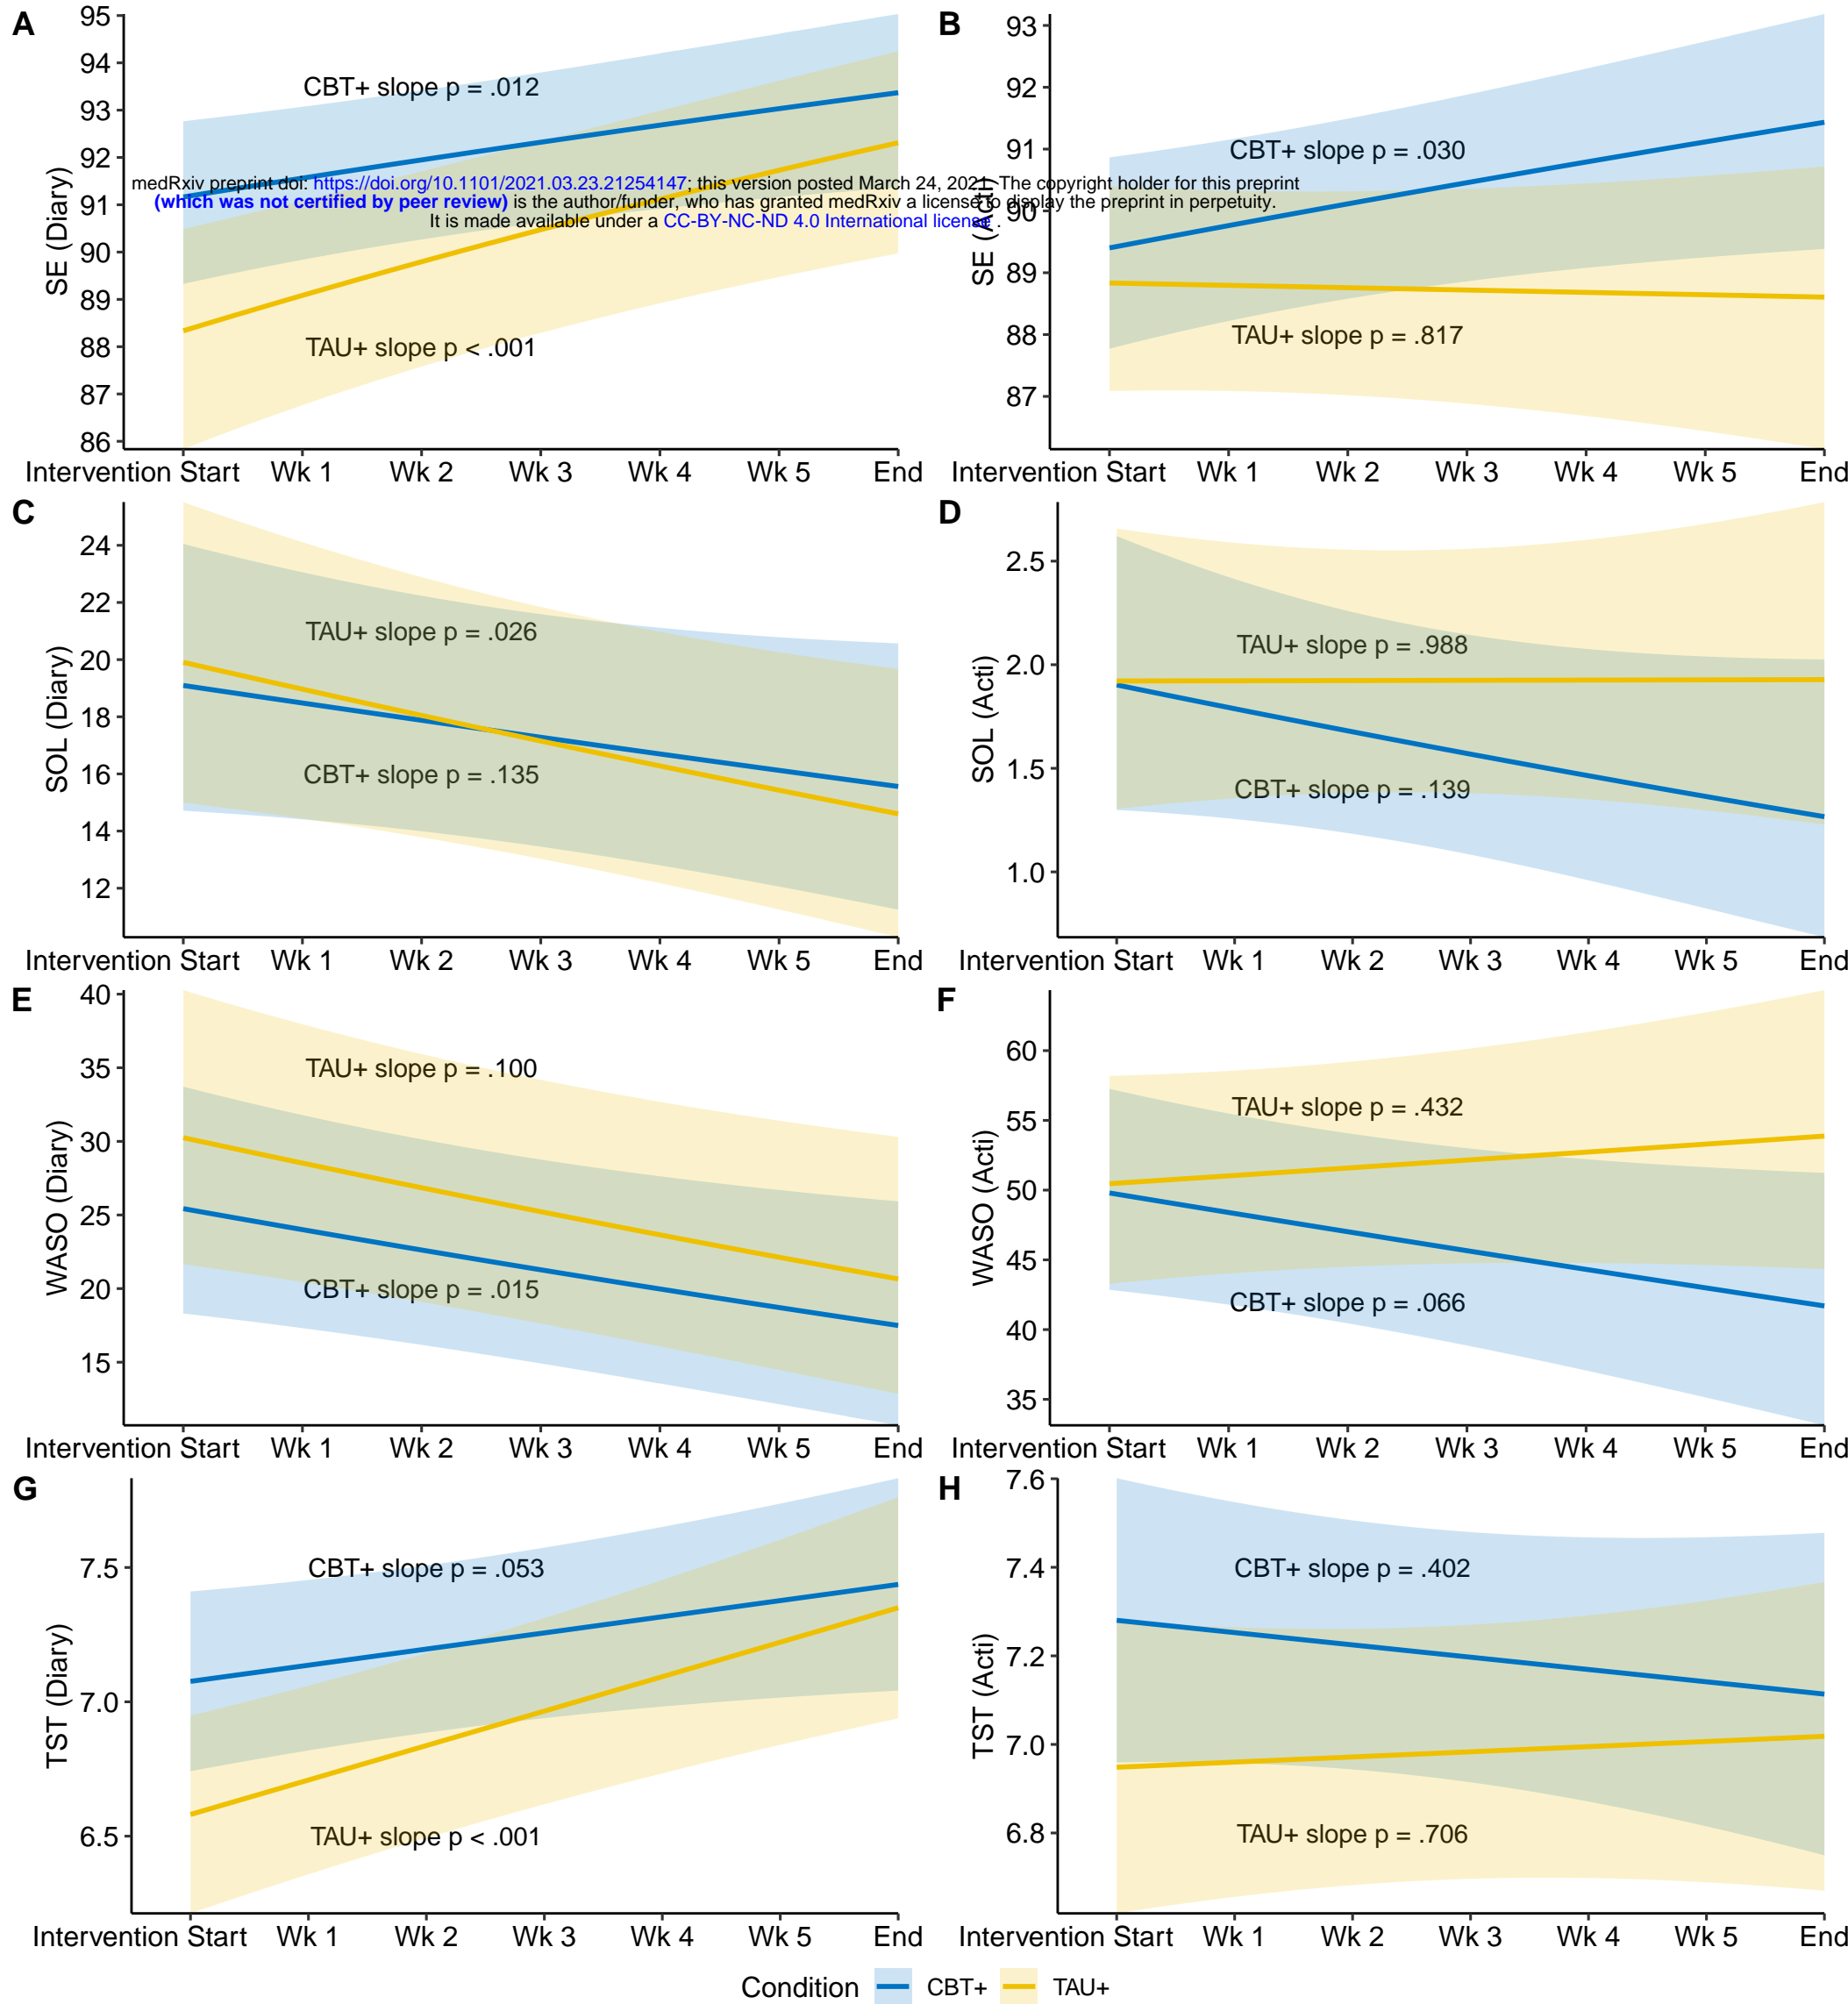 A
95
94
93
92
91
90
89
88
87
86
SE (Diary)
CBT+ slope p = .012
TAU+ slope p < .001
Intervention Start Wk 1 Wk 2 Wk 3 Wk 4 Wk 5 End
B
93
92
91
90
89
88
87
SE (Acti)
CBT+ slope p = .030
TAU+ slope p = .817
Intervention Start Wk 1 Wk 2 Wk 3 Wk 4 Wk 5 End
medRxiv preprint doi: https://doi.org/10.1101/2021.03.23.21254147; this version posted March 24, 2021. The copyright holder for this preprint
(which was not certified by peer review) is the author/funder, who has granted medRxiv a license to display the preprint in perpetuity.
It is made available under a CC-BY-NC-ND 4.0 International license .
C
24
22
20
18
16
14
12
SOL (Diary)
TAU+ slope p = .026
CBT+ slope p = .135
Intervention Start Wk 1 Wk 2 Wk 3 Wk 4 Wk 5 End
D
2.5
2.0
1.5
1.0
SOL (Acti)
TAU+ slope p = .988
CBT+ slope p = .139
Intervention Start Wk 1 Wk 2 Wk 3 Wk 4 Wk 5 End
E
40
35
30
25
20
15
WASO (Diary)
TAU+ slope p = .100
CBT+ slope p = .015
Intervention Start Wk 1 Wk 2 Wk 3 Wk 4 Wk 5 End
F
60
55
50
45
40
35
WASO (Acti)
TAU+ slope p = .432
CBT+ slope p = .066
Intervention Start Wk 1 Wk 2 Wk 3 Wk 4 Wk 5 End
G
7.5
7.0
6.5
TST (Diary)
CBT+ slope p = .053
TAU+ slope p < .001
Intervention Start Wk 1 Wk 2 Wk 3 Wk 4 Wk 5 End
H
7.6
7.4
7.2
7.0
6.8
TST (Acti)
CBT+ slope p = .402
TAU+ slope p = .706
Intervention Start Wk 1 Wk 2 Wk 3 Wk 4 Wk 5 End
Condition CBT+ TAU+